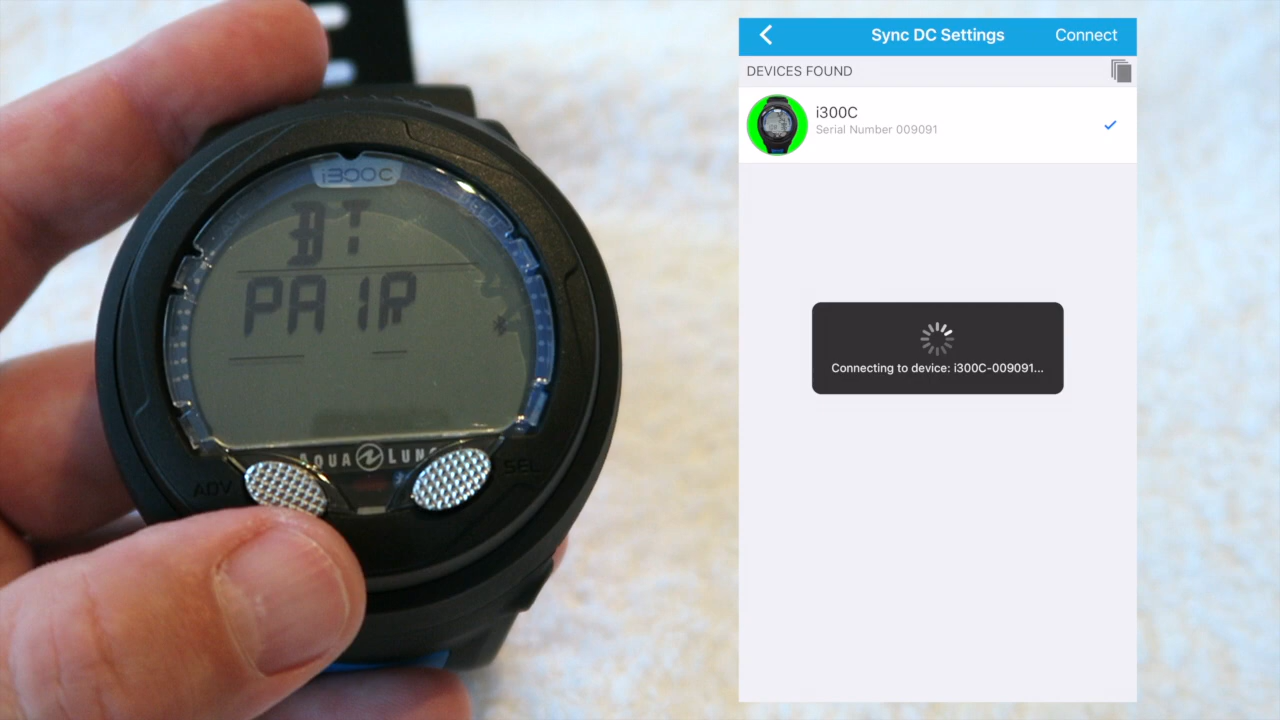 i300C
BT
PAIR
AQUA LUNG
ADV
SEL
Sync DC Settings
Connect
DEVICES FOUND
i300C
Serial Number 009091
Connecting to device: i300C-009091...